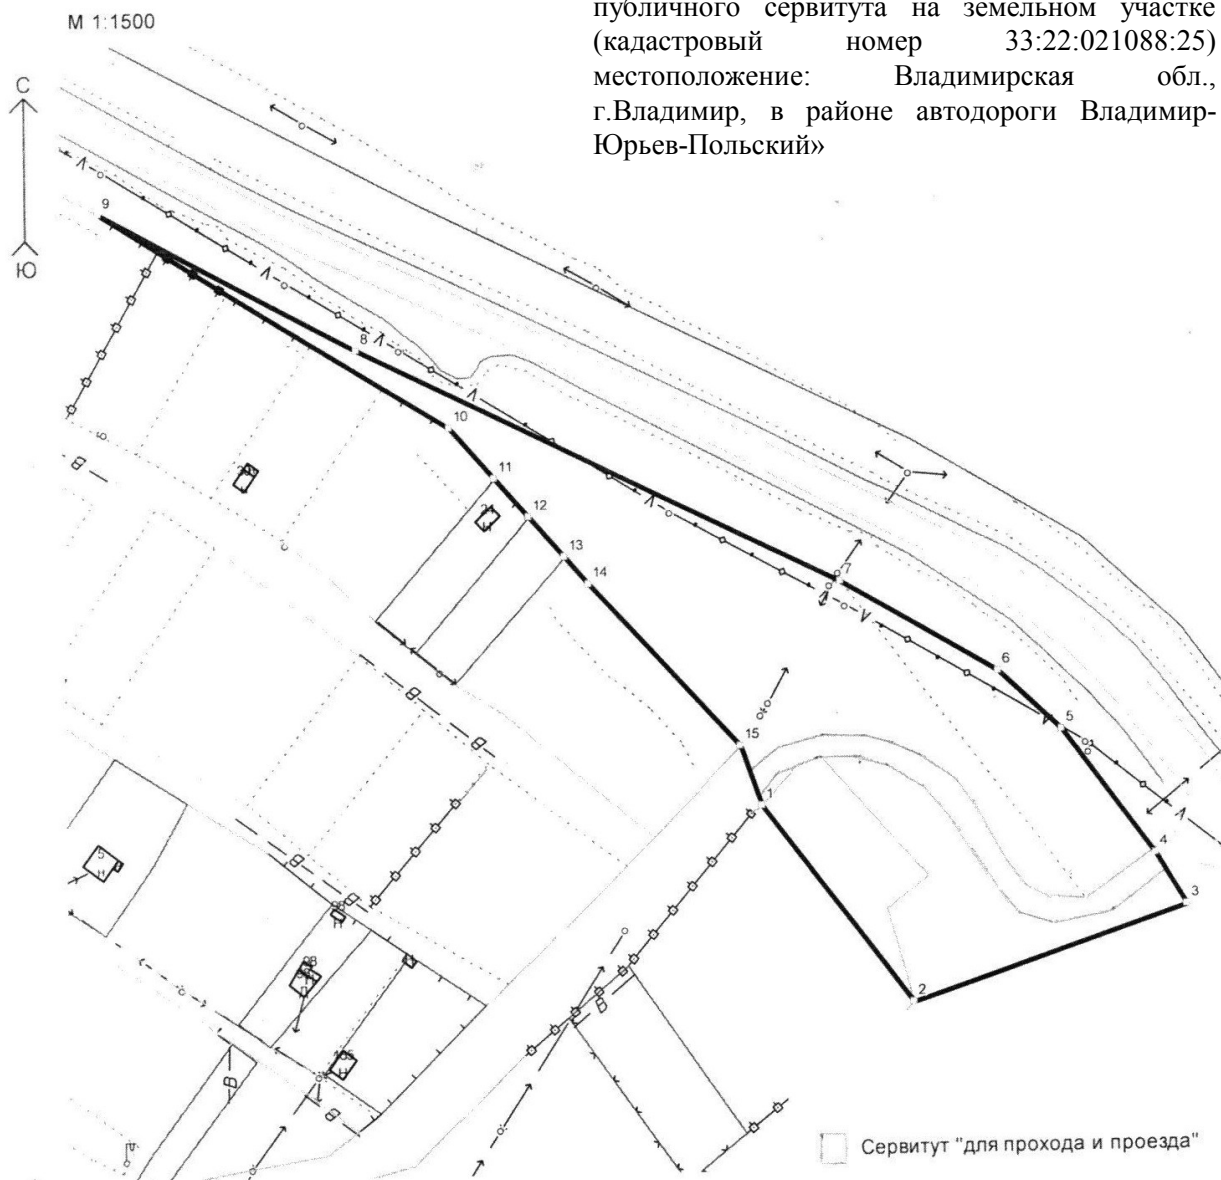 М 1:1500
публичного сервитута на земельном участке
(кадастровый номер 33:22:021088:25)
местоположение: Владимирская обл.,
г.Владимир, в районе автодороги Владимир-
Юрьев-Польский»
С
Ю
9
8
10
11
12
13
14
7
6
5
15
1
4
3
2
В
В
В
В
В
В
В
В
5
Н
Н
Н
Сервитут "для прохода и проезда"